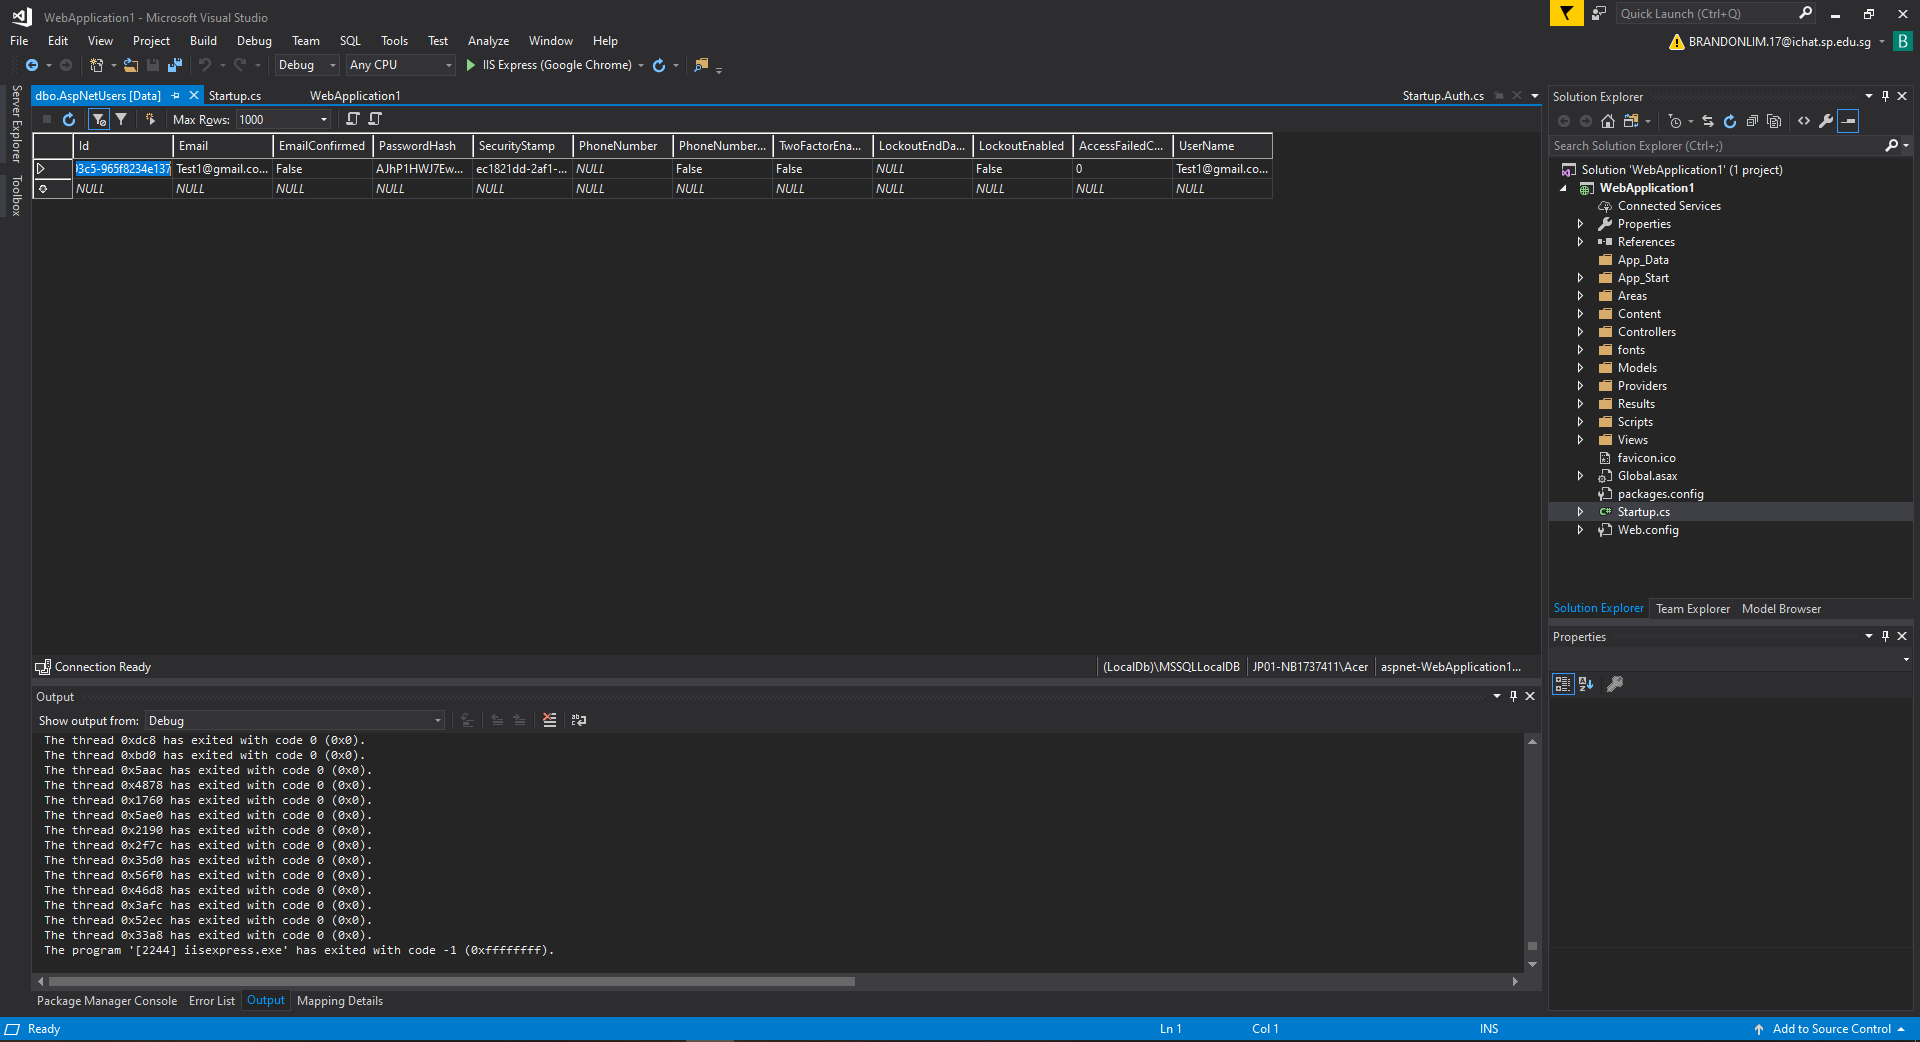 WebApplication1 - Microsoft Visual Studio
Quick Launch (Ctrl+Q)
File Edit View Project Build Debug Team SQL Tools Test Analyze Window Help
BRANDONLIM.17@ichat.sp.edu.sg B
Debug Any CPU IIS Express (Google Chrome)
Server Explorer
Toolbox
dbo.AspNetUsers [Data] Startup.cs WebApplication1 Startup.Auth.cs
Max Rows: 1000
Id Email EmailConfirmed PasswordHash SecurityStamp PhoneNumber PhoneNumber... TwoFactorEna... LockoutEndDa... LockoutEnabled AccessFailedC... UserName
3c5-965f8234e137 Test1@gmail.co... False AJhP1HWJ7Ew... ec1821dd-2af1-... NULL False False NULL False 0 Test1@gmail.co...
NULL NULL NULL NULL NULL NULL NULL NULL NULL NULL NULL NULL
Connection Ready (LocalDb)\MSSQLLocalDB JP01-NB1737411\Acer aspnet-WebApplication1...
Output
Show output from: Debug
The thread 0xdc8 has exited with code 0 (0x0).
The thread 0xbd0 has exited with code 0 (0x0).
The thread 0x5aac has exited with code 0 (0x0).
The thread 0x4878 has exited with code 0 (0x0).
The thread 0x1760 has exited with code 0 (0x0).
The thread 0x5ae0 has exited with code 0 (0x0).
The thread 0x2190 has exited with code 0 (0x0).
The thread 0x2f7c has exited with code 0 (0x0).
The thread 0x35d0 has exited with code 0 (0x0).
The thread 0x56f0 has exited with code 0 (0x0).
The thread 0x46d8 has exited with code 0 (0x0).
The thread 0x3afc has exited with code 0 (0x0).
The thread 0x52ec has exited with code 0 (0x0).
The thread 0x33a8 has exited with code 0 (0x0).
The program '[2244] iisexpress.exe' has exited with code -1 (0xffffffff).
Package Manager Console Error List Output Mapping Details
Solution Explorer
Search Solution Explorer (Ctrl+;)
Solution 'WebApplication1' (1 project)
WebApplication1
Connected Services
Properties
References
App_Data
App_Start
Areas
Content
Controllers
fonts
Models
Providers
Results
Scripts
Views
favicon.ico
Global.asax
packages.config
C# Startup.cs
Web.config
Solution Explorer Team Explorer Model Browser
Properties
Ready Ln 1 Col 1 INS Add to Source Control